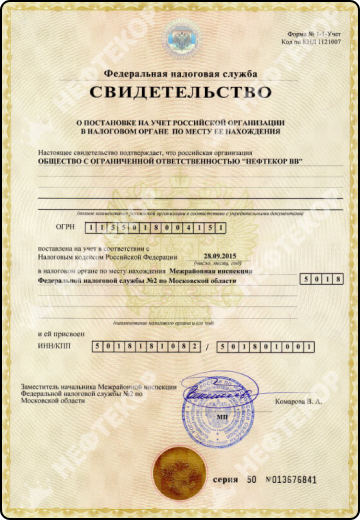 Форма № 1-1-Учет
Код по КНД 1121007
Федеральная налоговая служба
СВИДЕТЕЛЬСТВО
О ПОСТАНОВКЕ НА УЧЕТ РОССИЙСКОЙ ОРГАНИЗАЦИИ
В НАЛОГОВОМ ОРГАНЕ ПО МЕСТУ ЕЕ НАХОЖДЕНИЯ
Настоящее свидетельство подтверждает, что российская организация
ОБЩЕСТВО С ОГРАНИЧЕННОЙ ОТВЕТСТВЕННОСТЬЮ "НЕФТЕКОР ВВ"
(полное наименование российской организации в соответствии с учредительными документами)
ОГРН 1 1 5 5 0 1 8 0 0 4 1 5 1
поставлена на учет в соответствии с
Налоговым кодексом Российской Федерации 28.09.2015
(число, месяц, год)
в налоговом органе по месту нахождения Межрайонная инспекция
Федеральной налоговой службы №2 по Московской области 5 0 1 8
(наименование налогового органа и его код)
и ей присвоен
ИНН/КПП 5 0 1 8 1 8 1 0 8 2 / 5 0 1 8 0 1 0 0 1
Заместитель начальника Межрайонной инспекции
Федеральной налоговой службы №2 по
Московской области
Комарова В. А.
МП
серия 50 №013676841
НЕФТЕКОР